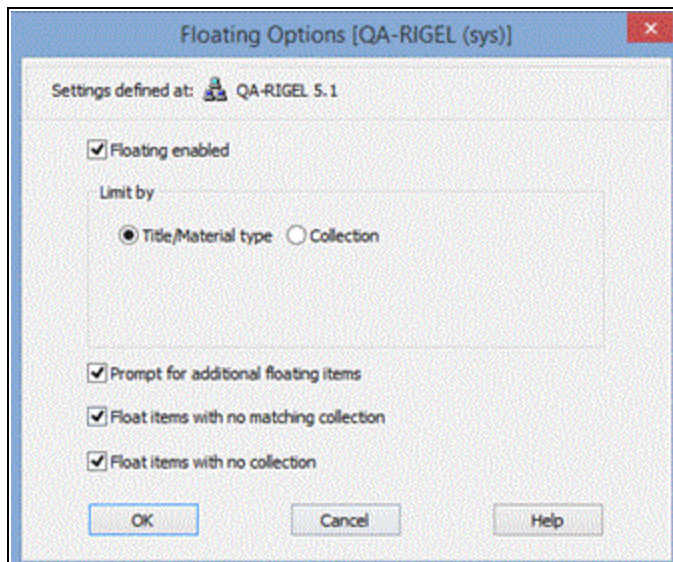 Floating Options [QA-RIGEL (sys)]
Settings defined at: QA-RIGEL 5.1
Floating enabled
Limit by
Title/Material type Collection
Prompt for additional floating items
Float items with no matching collection
Float items with no collection
OK Cancel Help